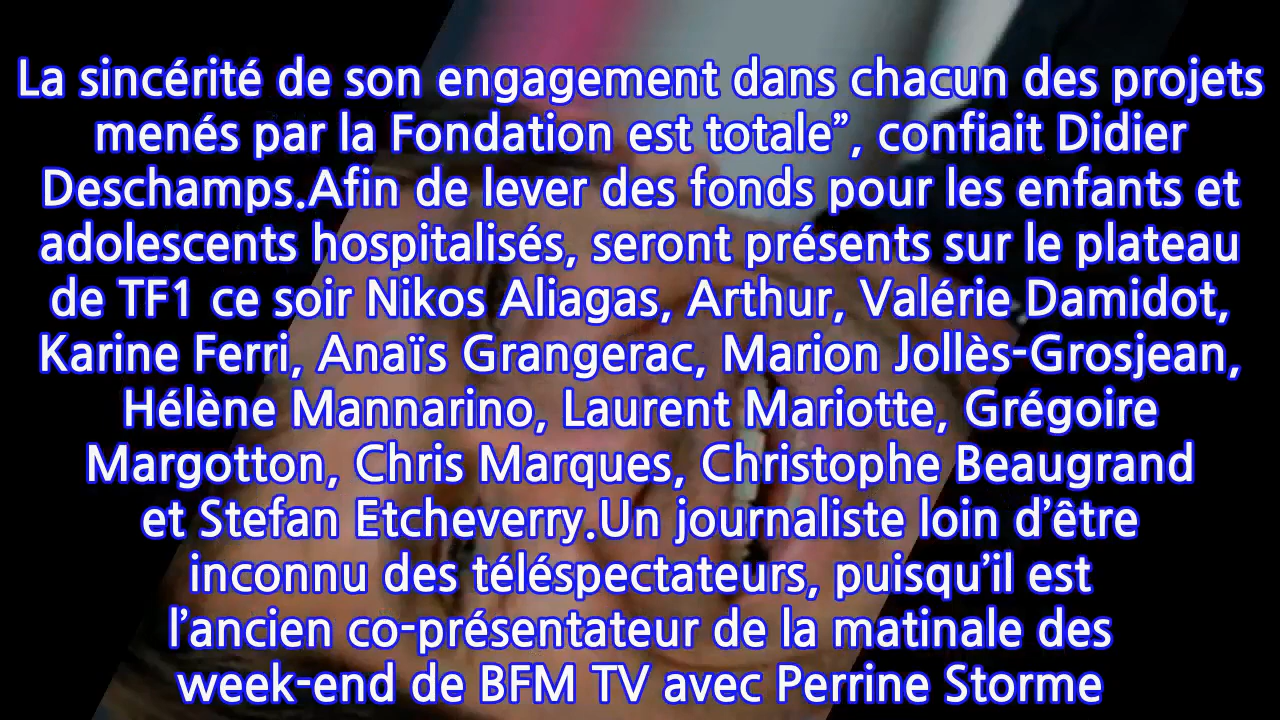 La sincérité de son engagement dans chacun des projets
menés par la Fondation est totale”, confiait Didier
Deschamps.Afin de lever des fonds pour les enfants et
adolescents hospitalisés, seront présents sur le plateau
de TF1 ce soir Nikos Aliagas, Arthur, Valérie Damidot,
Karine Ferri, Anaïs Grangerac, Marion Jollès-Grosjean,
Hélène Mannarino, Laurent Mariotte, Grégoire
Margotton, Chris Marques, Christophe Beaugrand
et Stefan Etcheverry.Un journaliste loin d’être
inconnu des téléspectateurs, puisqu’il est
l’ancien co-présentateur de la matinale des
week-end de BFM TV avec Perrine Storme